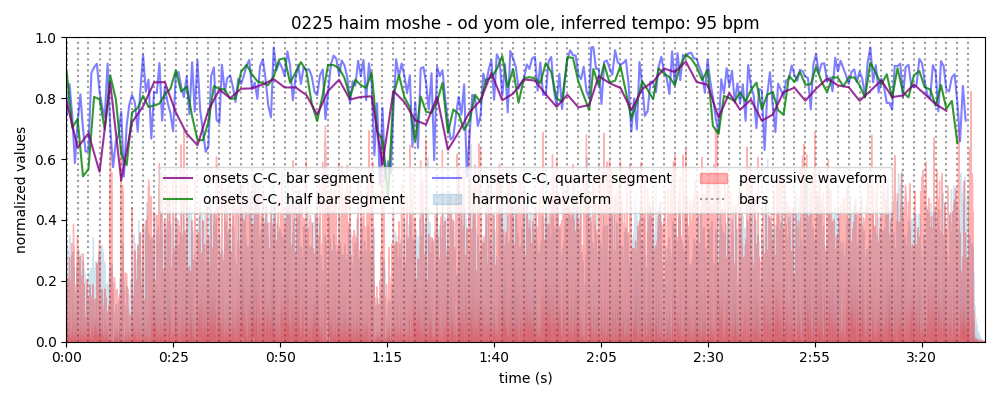 0225 haim moshe - od yom ole, inferred tempo: 95 bpm
1.0
0.8
0.6
0.4
0.2
0.0
normalized values
onsets C-C, bar segment
onsets C-C, half bar segment
onsets C-C, quarter segment
harmonic waveform
percussive waveform
bars
0:00 0:25 0:50 1:15 1:40 2:05 2:30 2:55 3:20
time (s)